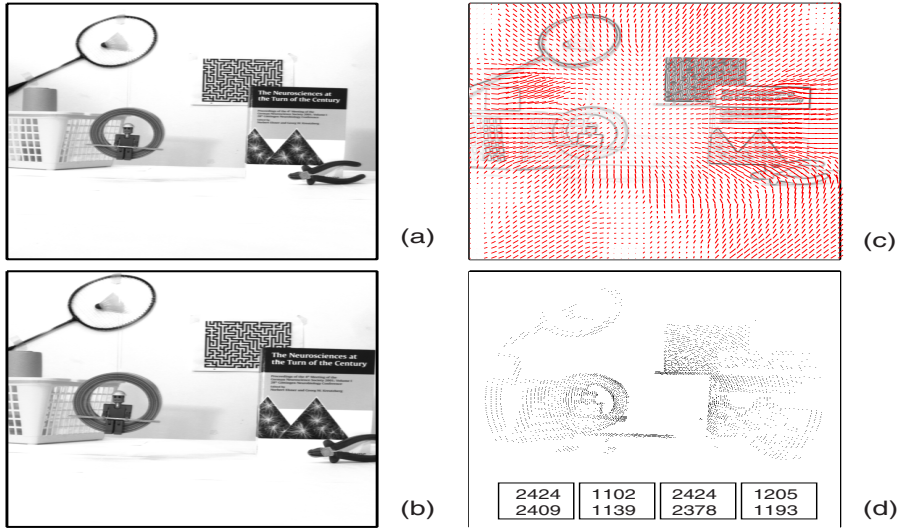 The Neurosciences at
the Turn of the Century
(a)
(c)
The Neurosciences at
the Turn of the Century
(b)
2424 1102 2424 1205
2409 1139 2378 1193
(d)